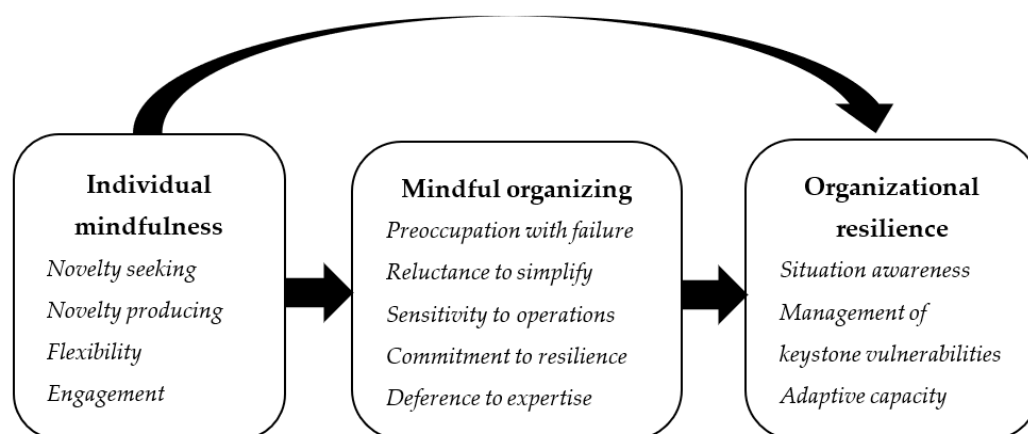 Individual
mindfulness
Novelty seeking
Novelty producing
Flexibility
Engagement
Mindful organizing
Preoccupation with failure
Reluctance to simplify
Sensitivity to operations
Commitment to resilience
Deference to expertise
Organizational
resilience
Situation awareness
Management of
keystone vulnerabilities
Adaptive capacity